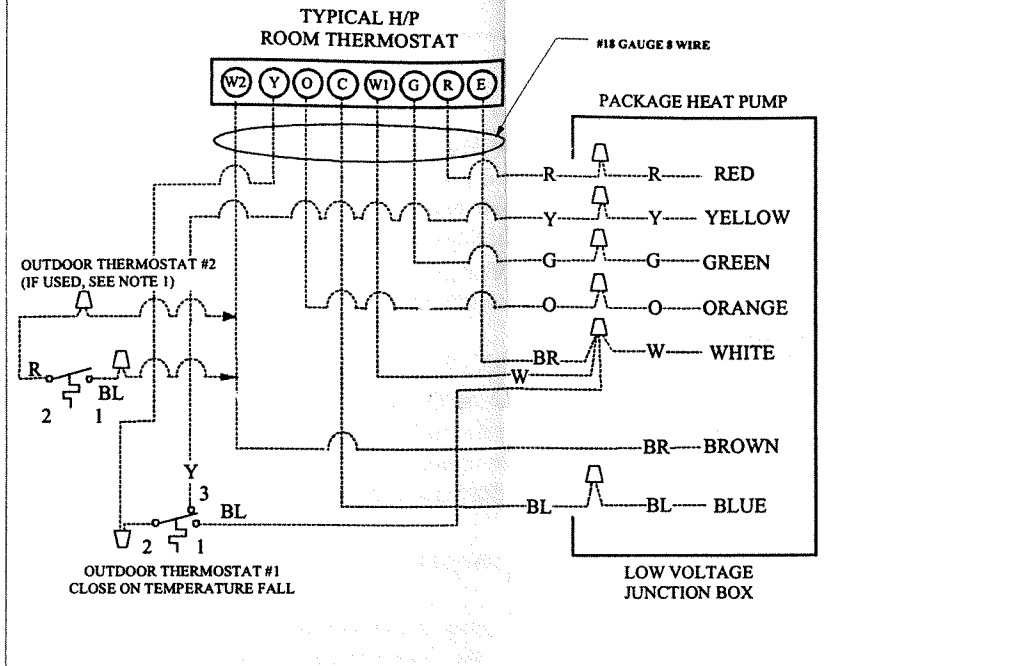 TYPICAL H/P
ROOM THERMOSTAT
#18 GAUGE 8 WIRE
W2 Y O C W1 G R E
PACKAGE HEAT PUMP
R R RED
Y Y YELLOW
G G GREEN
OUTDOOR THERMOSTAT #2
(IF USED, SEE NOTE 1)
O O ORANGE
BR W WHITE
R W
BL
2 1
BR BROWN
Y
3
BL BL BL BLUE
2 1
OUTDOOR THERMOSTAT #1
CLOSE ON TEMPERATURE FALL
LOW VOLTAGE
JUNCTION BOX